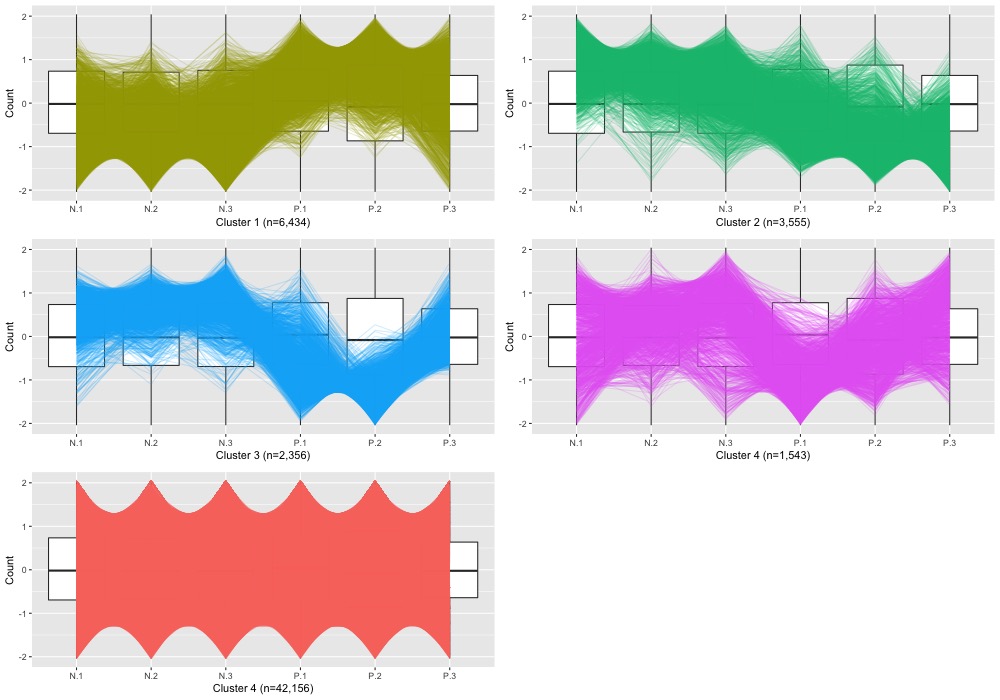 2
1
0
-1
-2
Count
N.1 N.2 N.3 P.1 P.2 P.3
Cluster 1 (n=6,434)
2
1
0
-1
-2
Count
N.1 N.2 N.3 P.1 P.2 P.3
Cluster 2 (n=3,555)
2
1
0
-1
-2
Count
N.1 N.2 N.3 P.1 P.2 P.3
Cluster 3 (n=2,356)
2
1
0
-1
-2
Count
N.1 N.2 N.3 P.1 P.2 P.3
Cluster 4 (n=1,543)
2
1
0
-1
-2
Count
N.1 N.2 N.3 P.1 P.2 P.3
Cluster 4 (n=42,156)